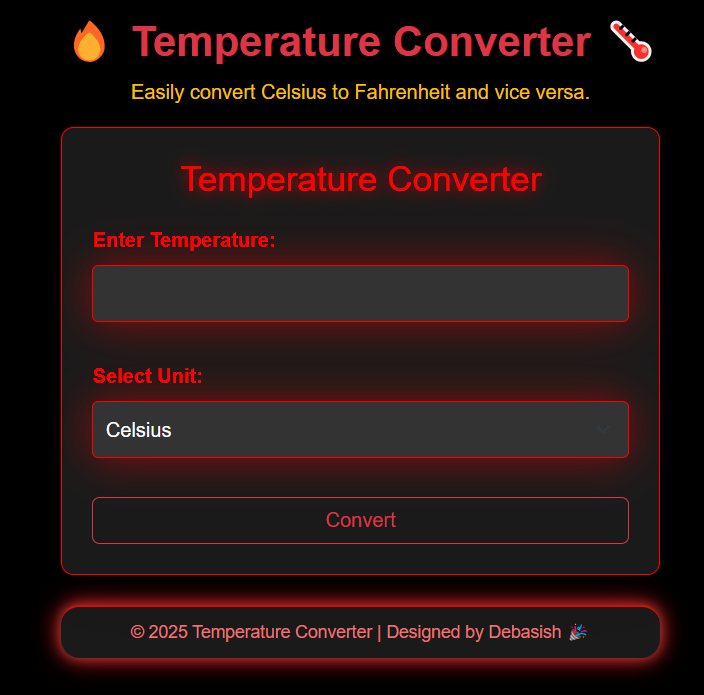 🔥 Temperature Converter 🌡️
Easily convert Celsius to Fahrenheit and vice versa.
Temperature Converter
Enter Temperature:
Select Unit:
Celsius
Convert
© 2025 Temperature Converter | Designed by Debasish 🎉